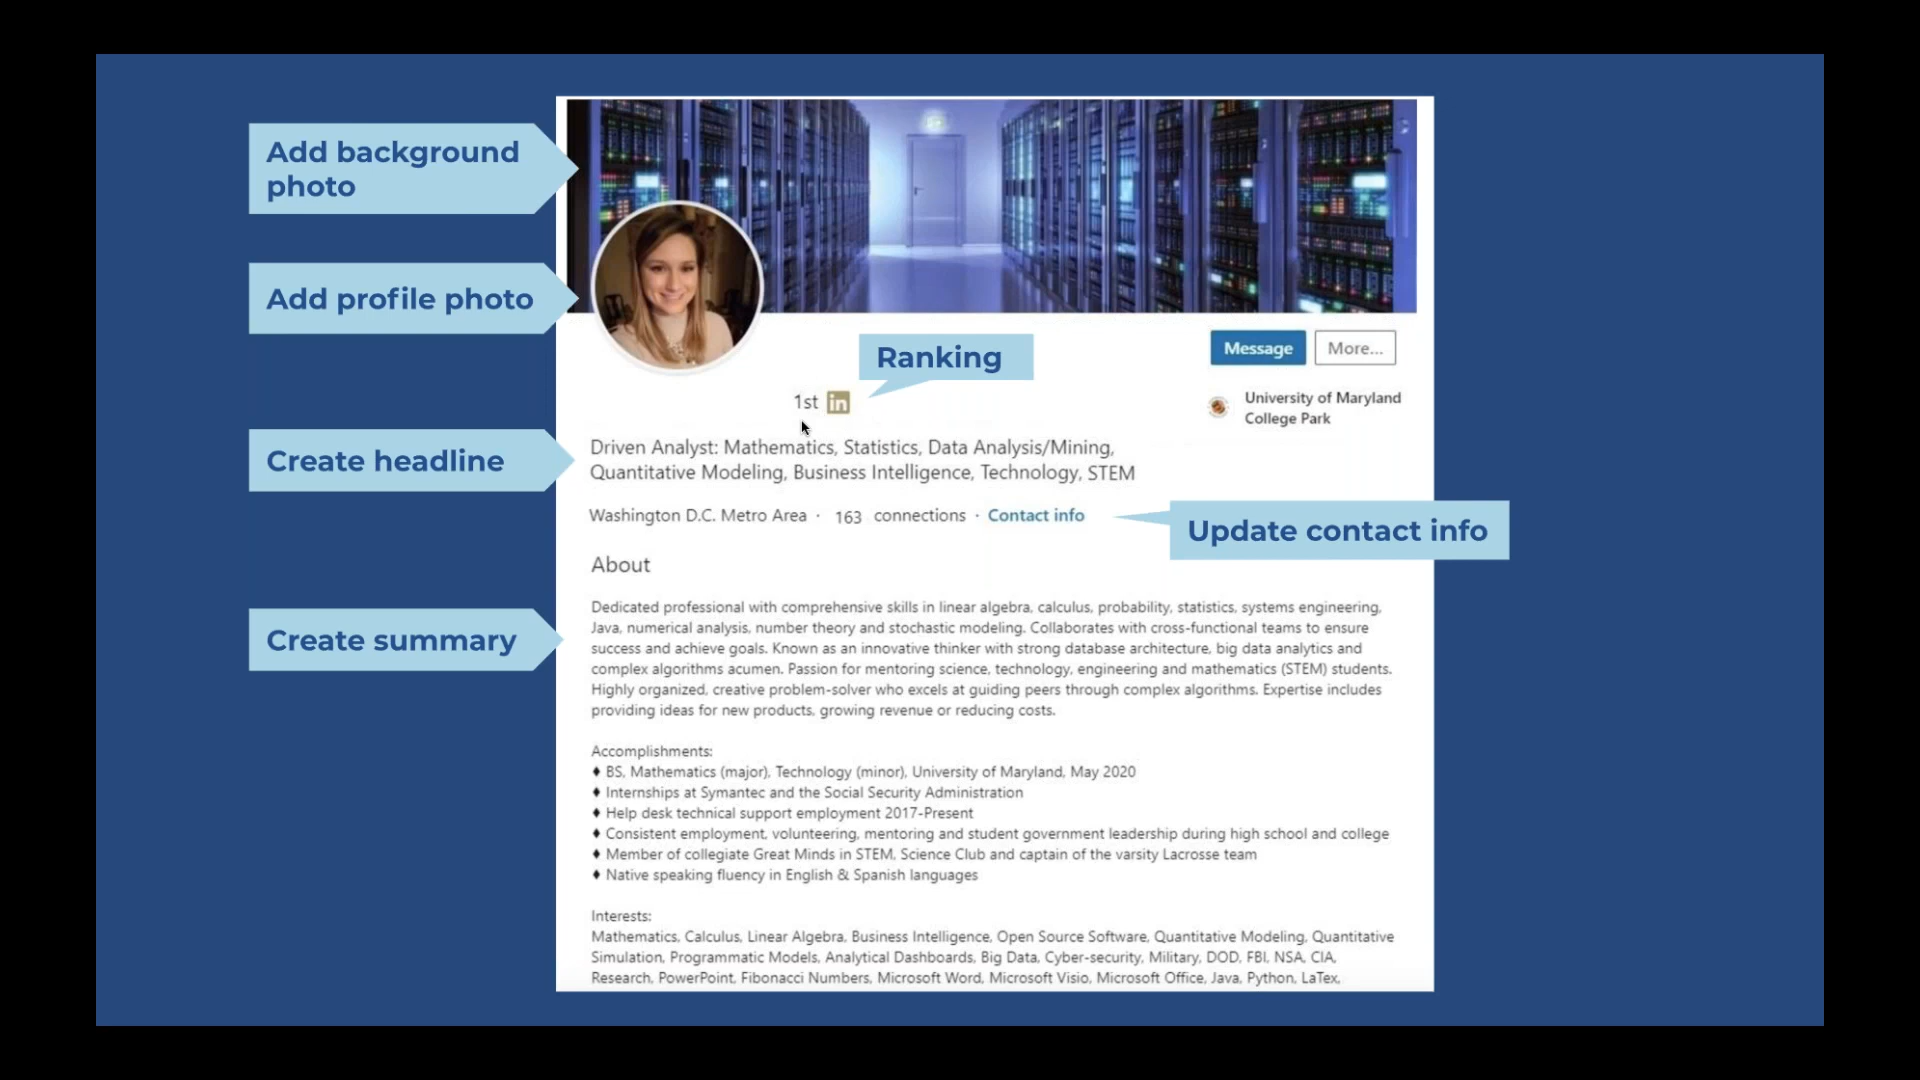 Add background
photo
Add profile photo
Message
More...
Ranking
1st in
University of Maryland
College Park
Create headline
Driven Analyst: Mathematics, Statistics, Data Analysis/Mining,
Quantitative Modeling, Business Intelligence, Technology, STEM
Washington D.C. Metro Area · 163 connections · Contact info
Update contact info
About
Create summary
Dedicated professional with comprehensive skills in linear algebra, calculus, probability, statistics, systems engineering,
Java, numerical analysis, number theory and stochastic modeling. Collaborates with cross-functional teams to ensure
success and achieve goals. Known as an innovative thinker with strong database architecture, big data analytics and
complex algorithms acumen. Passion for mentoring science, technology, engineering and mathematics (STEM) students.
Highly organized, creative problem-solver who excels at guiding peers through complex algorithms. Expertise includes
providing ideas for new products, growing revenue or reducing costs.
Accomplishments:
♦ BS, Mathematics (major), Technology (minor), University of Maryland, May 2020
♦ Internships at Symantec and the Social Security Administration
♦ Help desk technical support employment 2017-Present
♦ Consistent employment, volunteering, mentoring and student government leadership during high school and college
♦ Member of collegiate Great Minds in STEM, Science Club and captain of the varsity Lacrosse team
♦ Native speaking fluency in English & Spanish languages
Interests:
Mathematics, Calculus, Linear Algebra, Business Intelligence, Open Source Software, Quantitative Modeling, Quantitative
Simulation, Programmatic Models, Analytical Dashboards, Big Data, Cyber-security, Military, DOD, FBI, NSA, CIA,
Research, PowerPoint, Fibonacci Numbers, Microsoft Word, Microsoft Visio, Microsoft Office, Java, Python, LaTex,